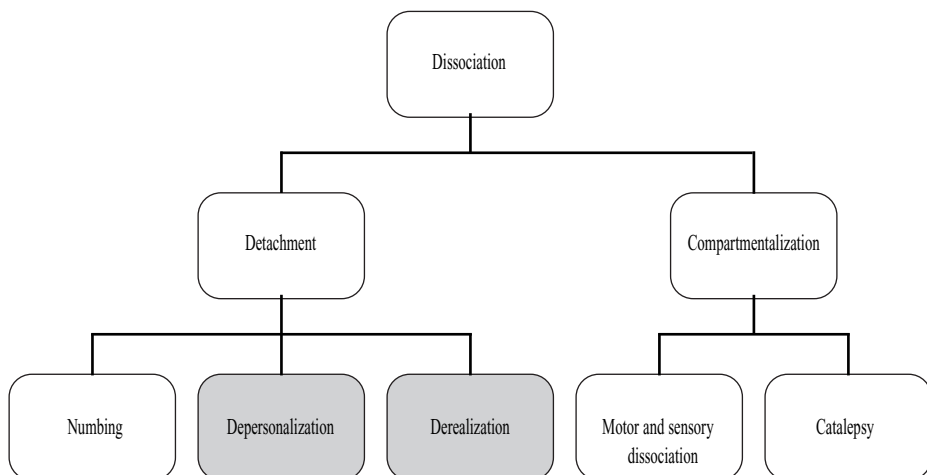 Dissociation
Detachment
Compartmentalization
Numbing
Depersonalization
Derealization
Motor and sensory
dissociation
Catalepsy